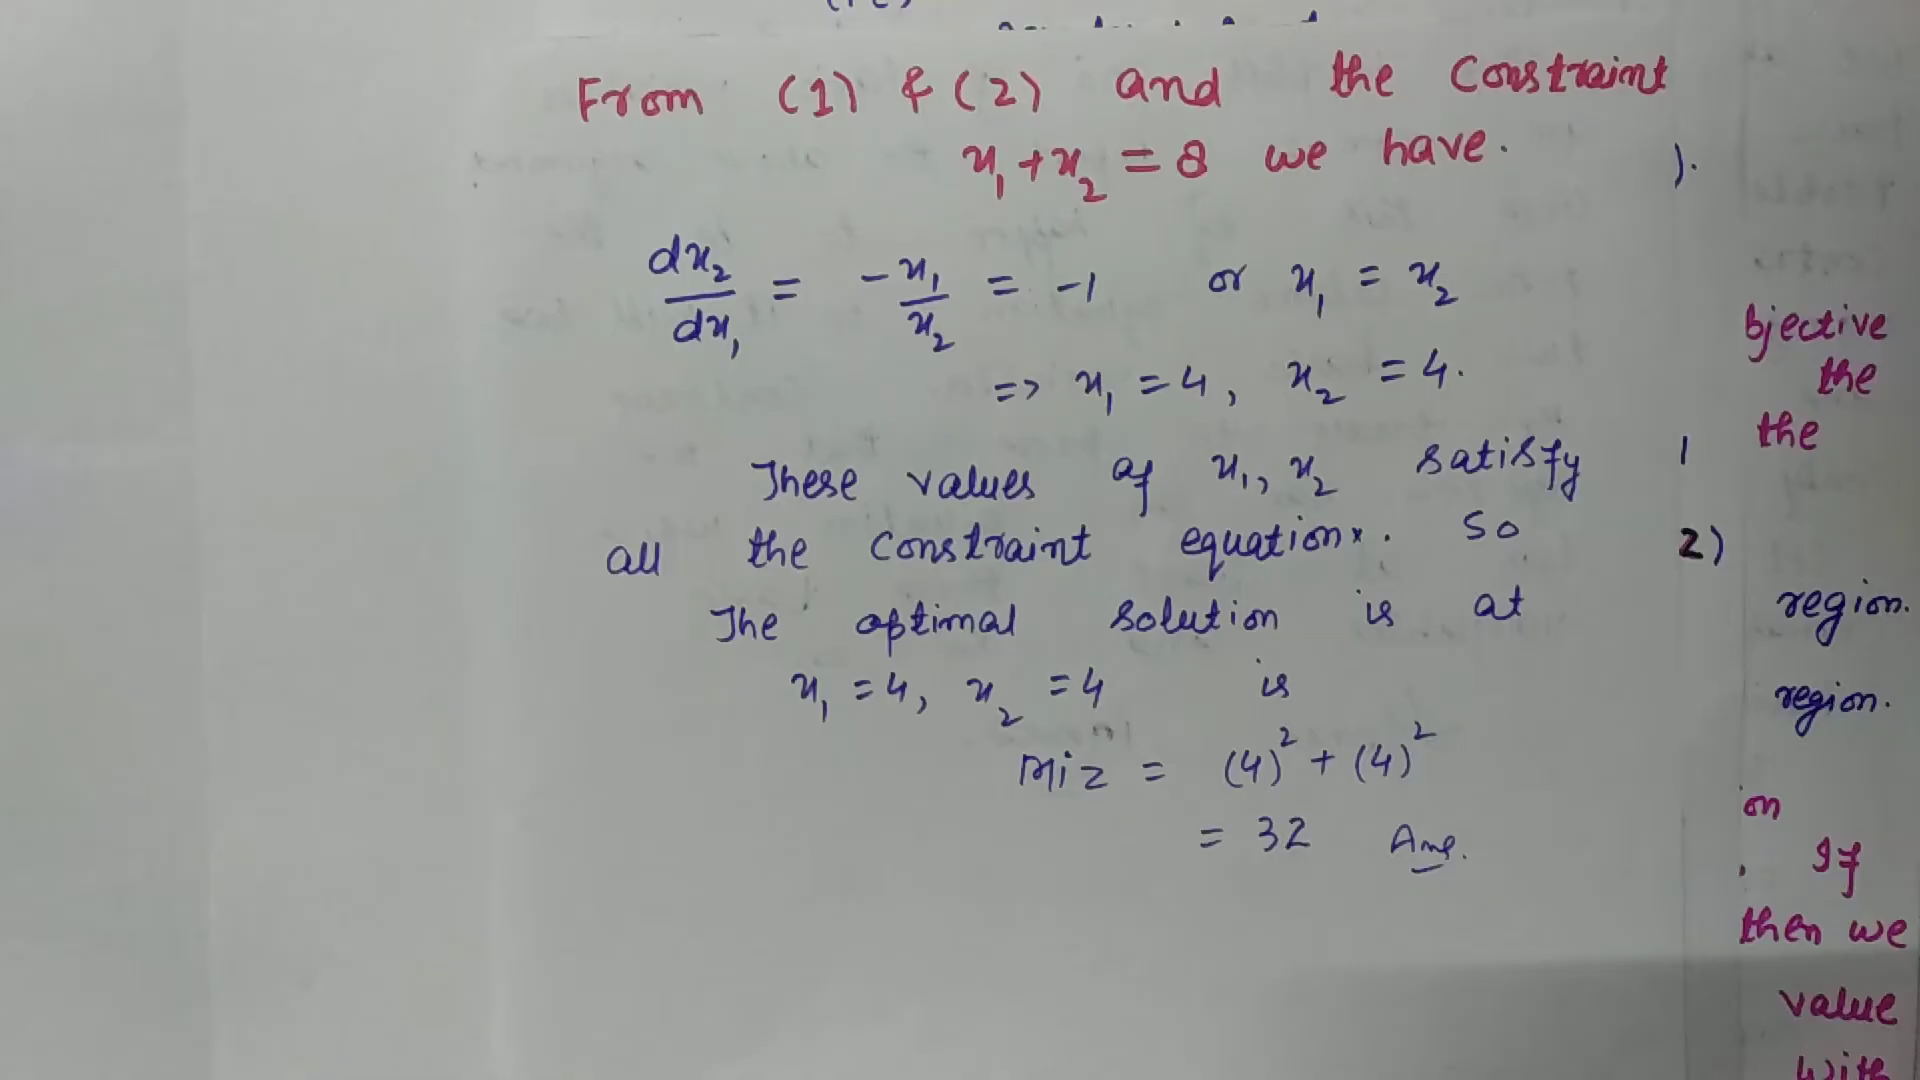 From (1) & (2) and the constraint
x₁ + x₂ = 8 we have.
dx₂/dx₁ = -x₁/x₂ = -1 or x₁ = x₂
=> x₁ = 4, x₂ = 4.
These values of x₁, x₂ satisfy
all the constraint equation. So
The optimal solution is at
x₁ = 4, x₂ = 4 is
Miz = (4)² + (4)²
= 32 Ans.
).
bjective
the
the
1
2)
region.
region.
on
. If
then we
value
with